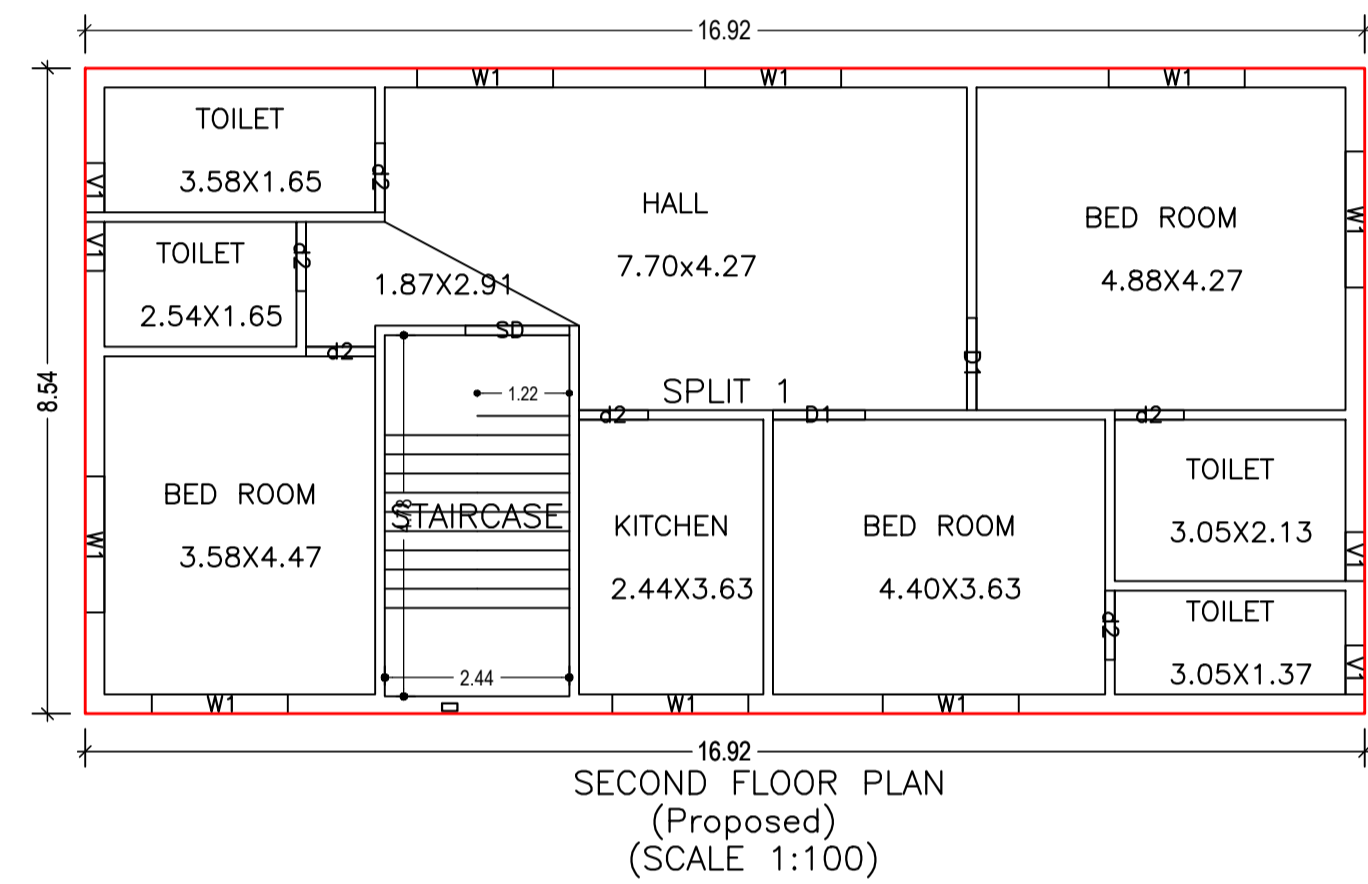 16.92
W1
W1
W1
TOILET
3.58X1.65
d2
V1
HALL
7.70x4.27
BED ROOM
4.88X4.27
W1
V1
TOILET
2.54X1.65
d2
1.87X2.91
d2
SD
D1
8.54
1.22
SPLIT 1
d2
D1
d2
BED ROOM
3.58X4.47
W1
STAIRCASE
KITCHEN
2.44X3.63
BED ROOM
4.40X3.63
TOILET
3.05X2.13
V1
d2
TOILET
3.05X1.37
V1
2.44
W1
W1
W1
16.92
SECOND FLOOR PLAN
(Proposed)
(SCALE 1:100)